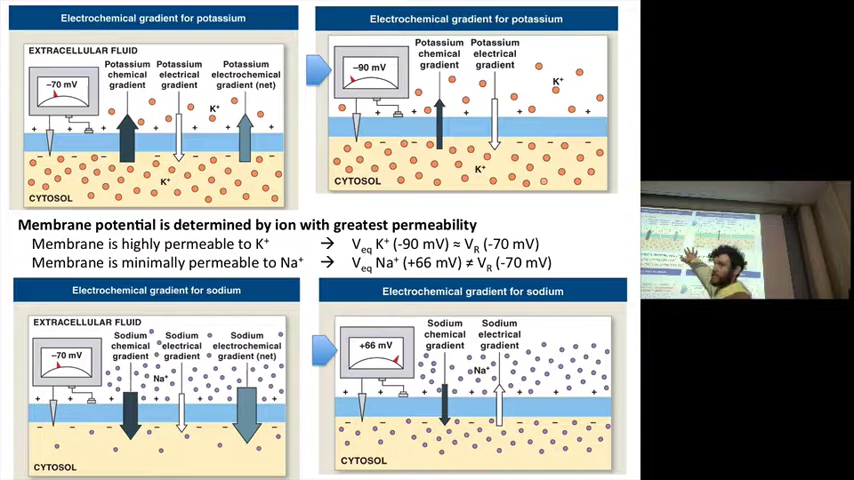 Electrochemical gradient for potassium
EXTRACELLULAR FLUID
–70 mV
Potassium
chemical
gradient
Potassium
electrical
gradient
Potassium
electrochemical
gradient (net)
K⁺
K⁺
CYTOSOL
Electrochemical gradient for potassium
–90 mV
Potassium
chemical
gradient
Potassium
electrical
gradient
K⁺
K⁺
CYTOSOL
Membrane potential is determined by ion with greatest permeability
Membrane is highly permeable to K⁺ → Veq K⁺ (-90 mV) ≈ VR (-70 mV)
Membrane is minimally permeable to Na⁺ → Veq Na⁺ (+66 mV) ≠ VR (-70 mV)
Electrochemical gradient for sodium
EXTRACELLULAR FLUID
–70 mV
Sodium
chemical
gradient
Sodium
electrical
gradient
Sodium
electrochemical
gradient (net)
Na⁺
CYTOSOL
Electrochemical gradient for sodium
+66 mV
Sodium
chemical
gradient
Sodium
electrical
gradient
Na⁺
CYTOSOL